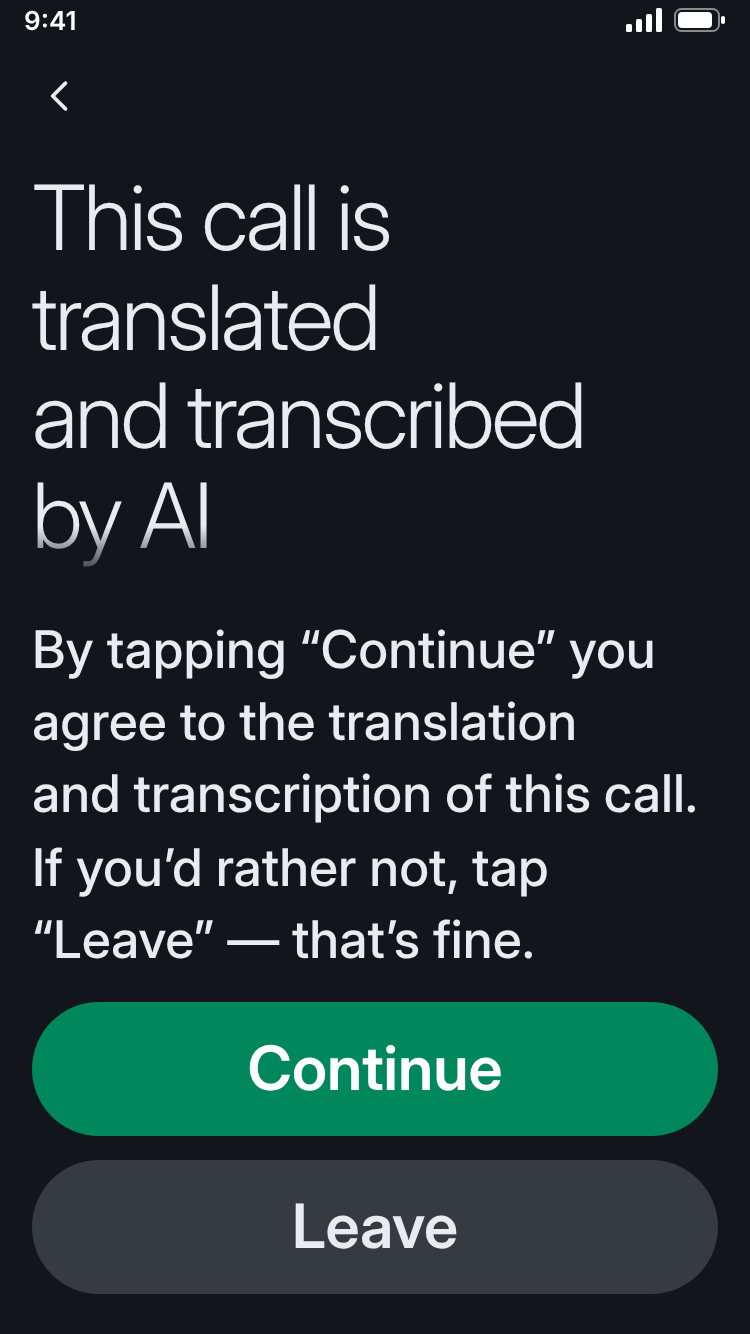 9:41
This call is
translated
and transcribed
by AI
By tapping “Continue” you
agree to the translation
and transcription of this call.
If you’d rather not, tap
“Leave” — that’s fine.
Continue
Leave